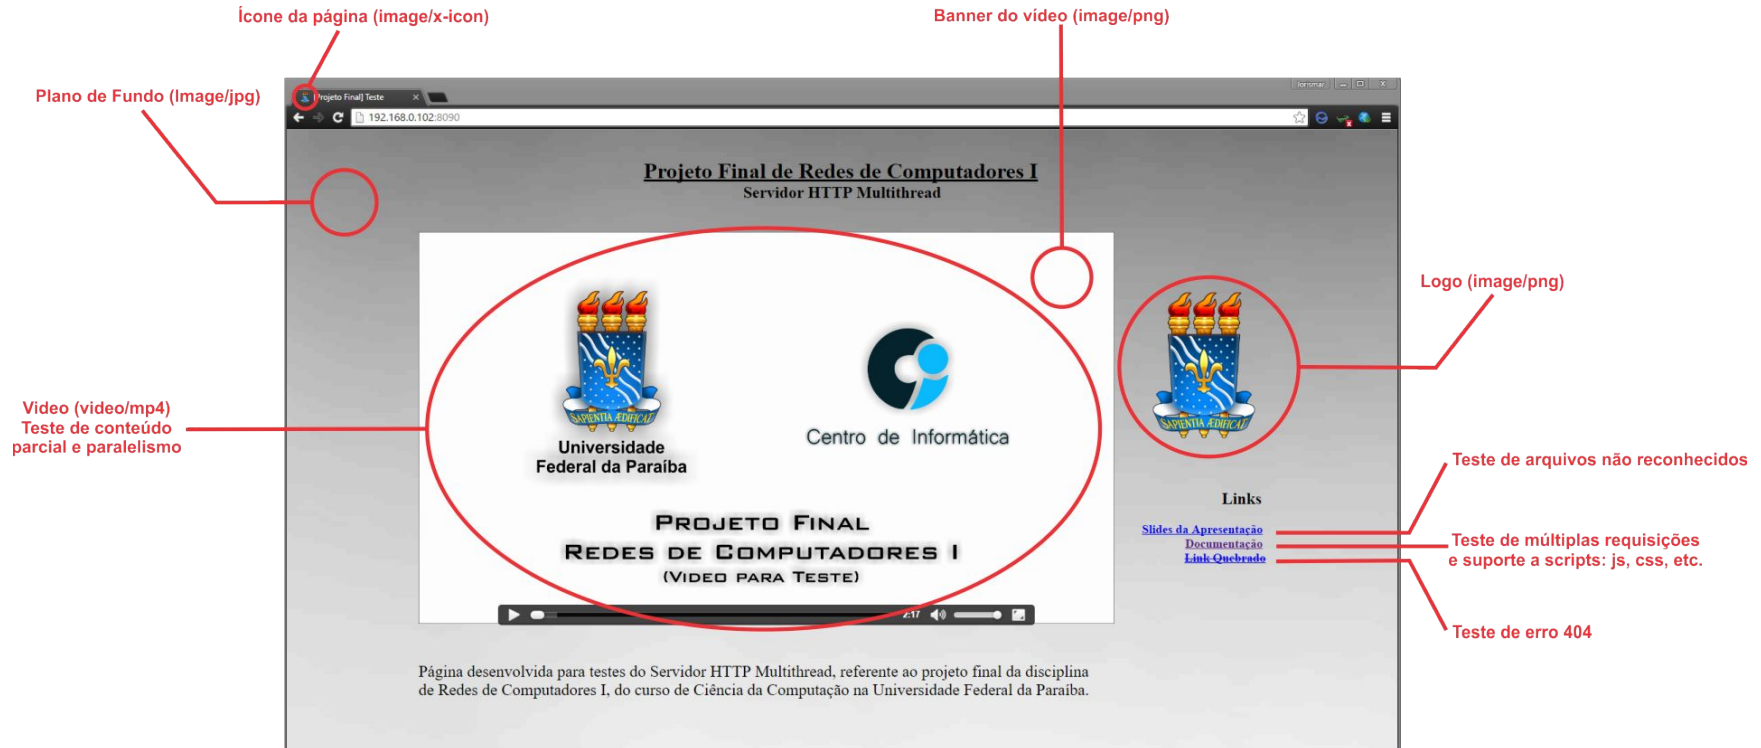 Ícone da página (image/x-icon)
Banner do vídeo (image/png)
Plano de Fundo (Image/jpg)
[Projeto Final] Teste
192.168.0.102:8090
Projeto Final de Redes de Computadores I
Servidor HTTP Multithread
Logo (image/png)
SAPIENTIA ÆDIFICAT
Universidade
Federal da Paraíba
Centro de Informática
SAPIENTIA ÆDIFICAT
Video (video/mp4)
Teste de conteúdo
parcial e paralelismo
PROJETO FINAL
REDES DE COMPUTADORES I
(VIDEO PARA TESTE)
2:17
Links
Slides da Apresentação
Documentação
Link Quebrado
Teste de arquivos não reconhecidos
Teste de múltiplas requisições
e suporte a scripts: js, css, etc.
Teste de erro 404
Página desenvolvida para testes do Servidor HTTP Multithread, referente ao projeto final da disciplina
de Redes de Computadores I, do curso de Ciência da Computação na Universidade Federal da Paraíba.